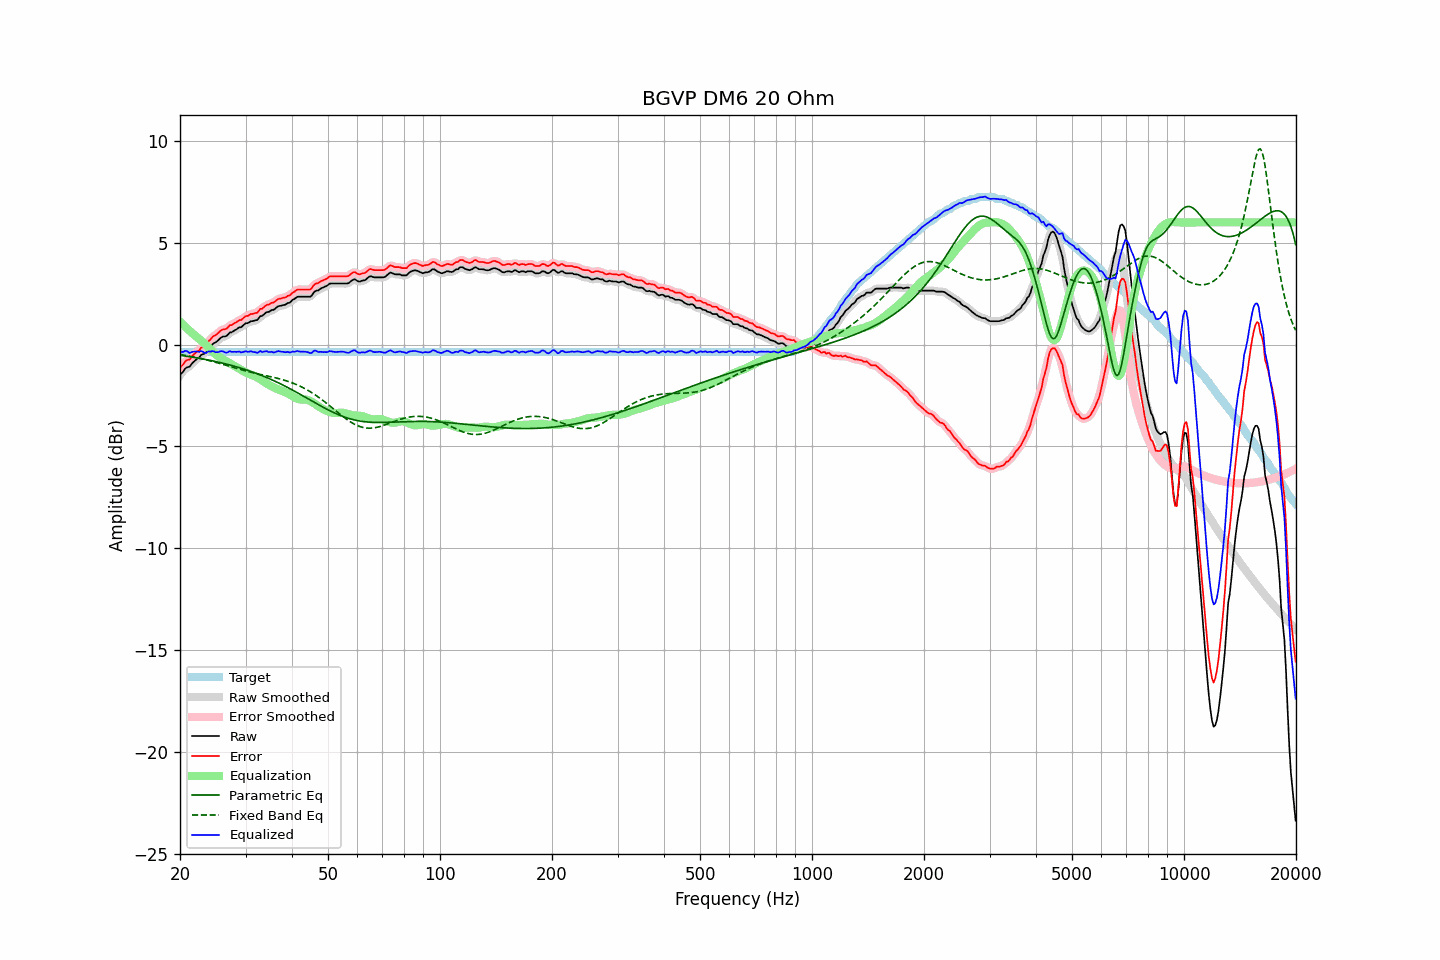 BGVP DM6 20 Ohm
10
5
0
−5
−10
−15
−20
−25
Amplitude (dBr)
Target
Raw Smoothed
Error Smoothed
Raw
Error
Equalization
Parametric Eq
Fixed Band Eq
Equalized
20 50 100 200 500 1000 2000 5000 10000 20000
Frequency (Hz)